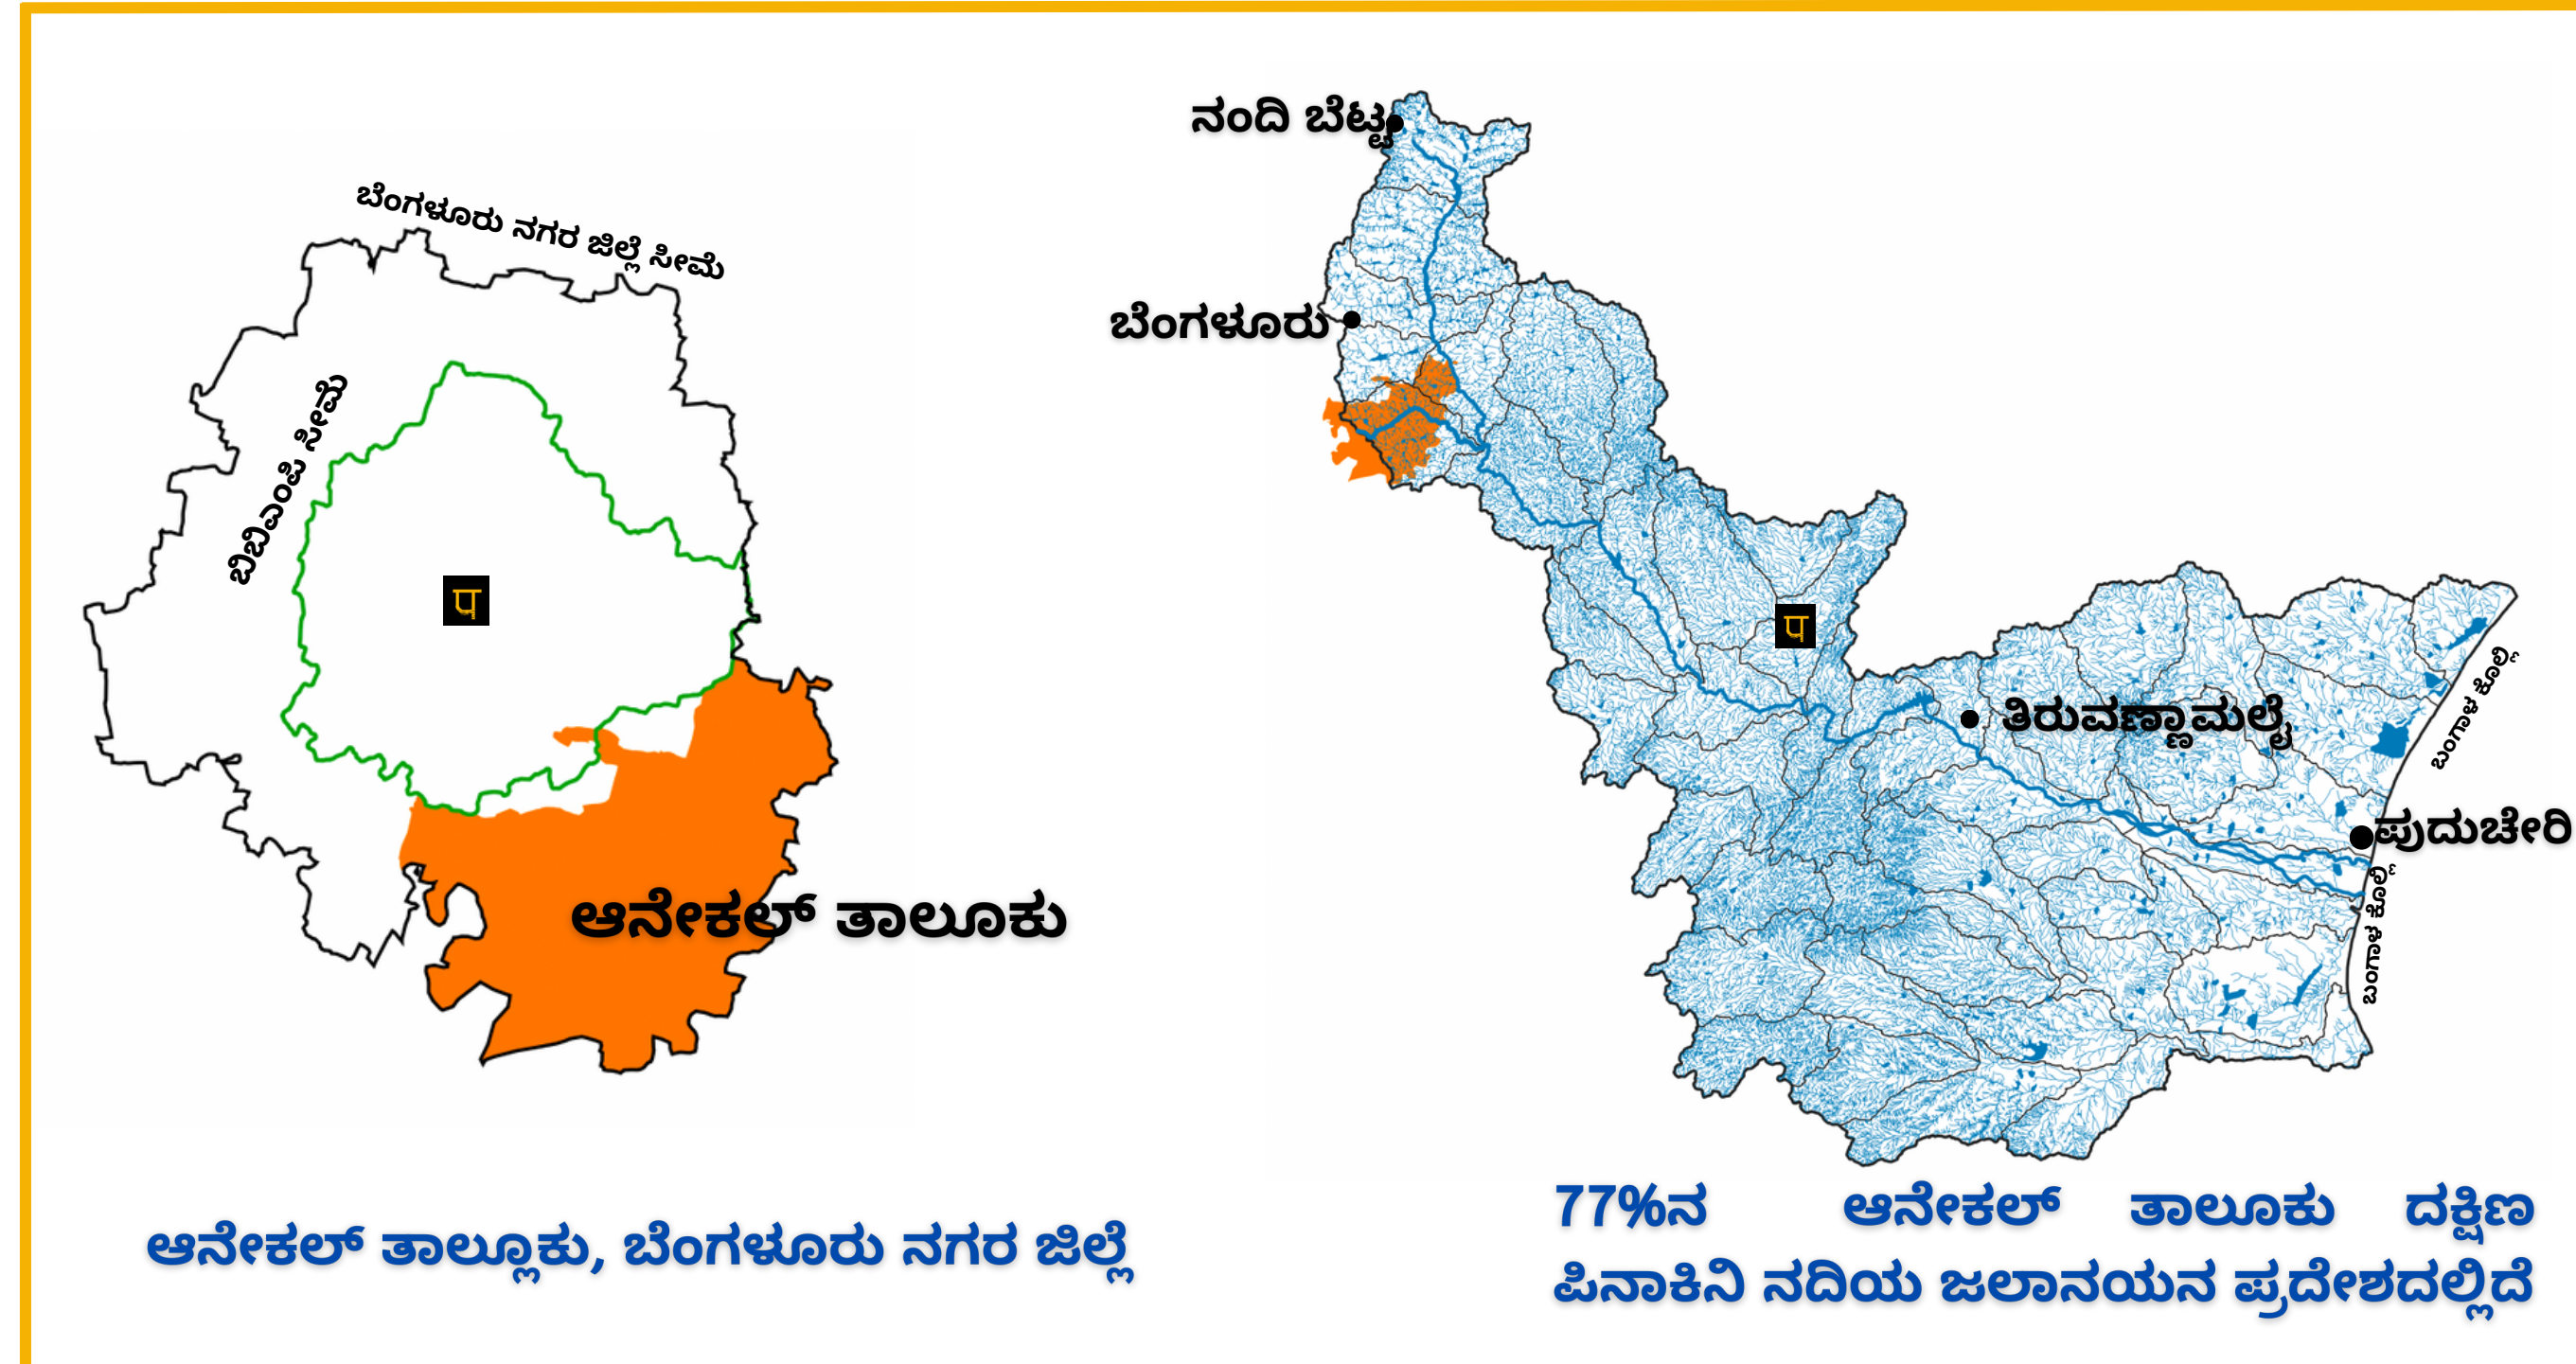 ಬೆಂಗಳೂರು ನಗರ ಜಿಲ್ಲೆ ಸೀಮೆ
ಬಿಬಿಎಂಪಿ ಸೀಮೆ
प
ಆನೇಕಲ್ ತಾಲೂಕು
ಆನೇಕಲ್ ತಾಲ್ಲೂಕು, ಬೆಂಗಳೂರು ನಗರ ಜಿಲ್ಲೆ
ನಂದಿ ಬೆಟ್ಟ
ಬೆಂಗಳೂರು
प
ತಿರುವಣ್ಣಾಮಲೈ
ಬಂಗಾಳ ಕೊಲ್ಲಿ
ಪುದುಚೇರಿ
ಬಂಗಾಳ ಕೊಲ್ಲಿ
77%ನ ಆನೇಕಲ್ ತಾಲೂಕು ದಕ್ಷಿಣ
ಪಿನಾಕಿನಿ ನದಿಯ ಜಲಾನಯನ ಪ್ರದೇಶದಲ್ಲಿದೆ